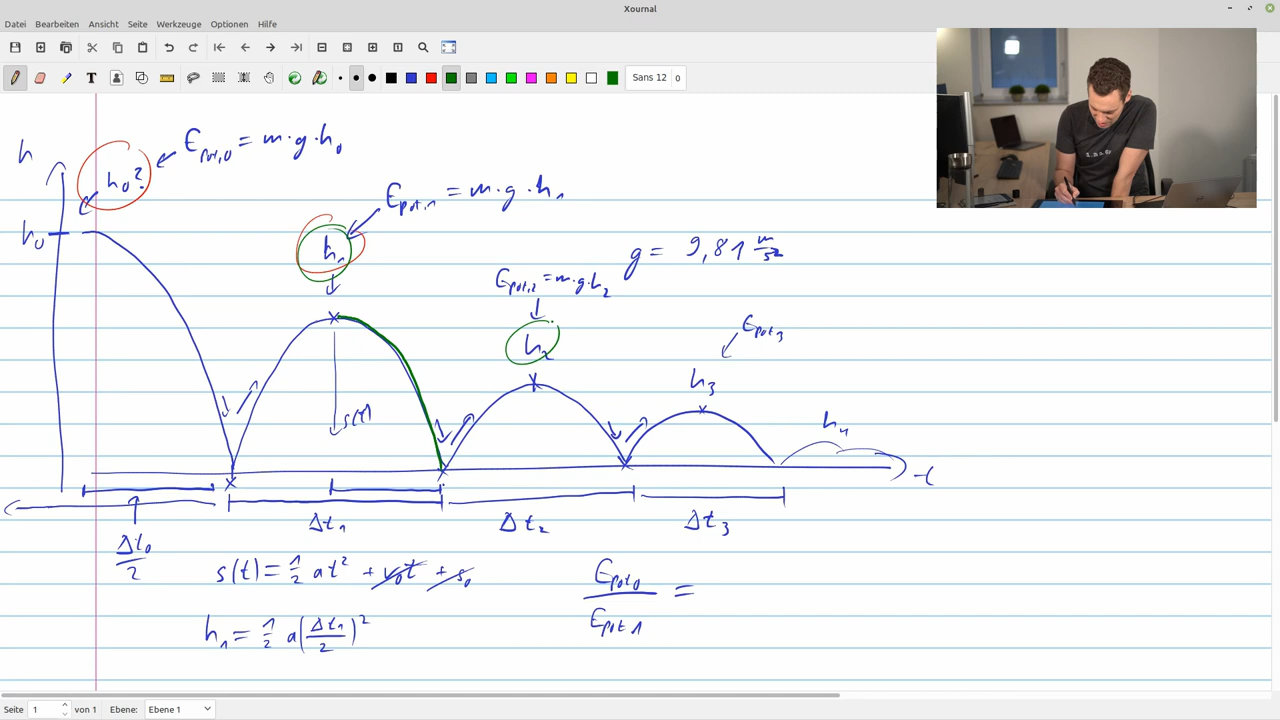 Xournal
Datei Bearbeiten Ansicht Seite Werkzeuge Optionen Hilfe
Sans 12 0
h
h₀?
E_pot,0 = m·g·h₀
h₀
E_pot,1 = m·g·h₁
h₁
g = 9,81 m/s²
E_pot,2 = m·g·h₂
h₂
E_pot3
h₃
h₄
s(t)
t
Δt₀/2
Δt₁
Δt₂
Δt₃
s(t) = 1/2 at² + v₀t + s₀
E_pot0/E_pot1 =
h₁ = 1/2 a(Δt₁/2)²
Seite 1 von 1 Ebene: Ebene 1